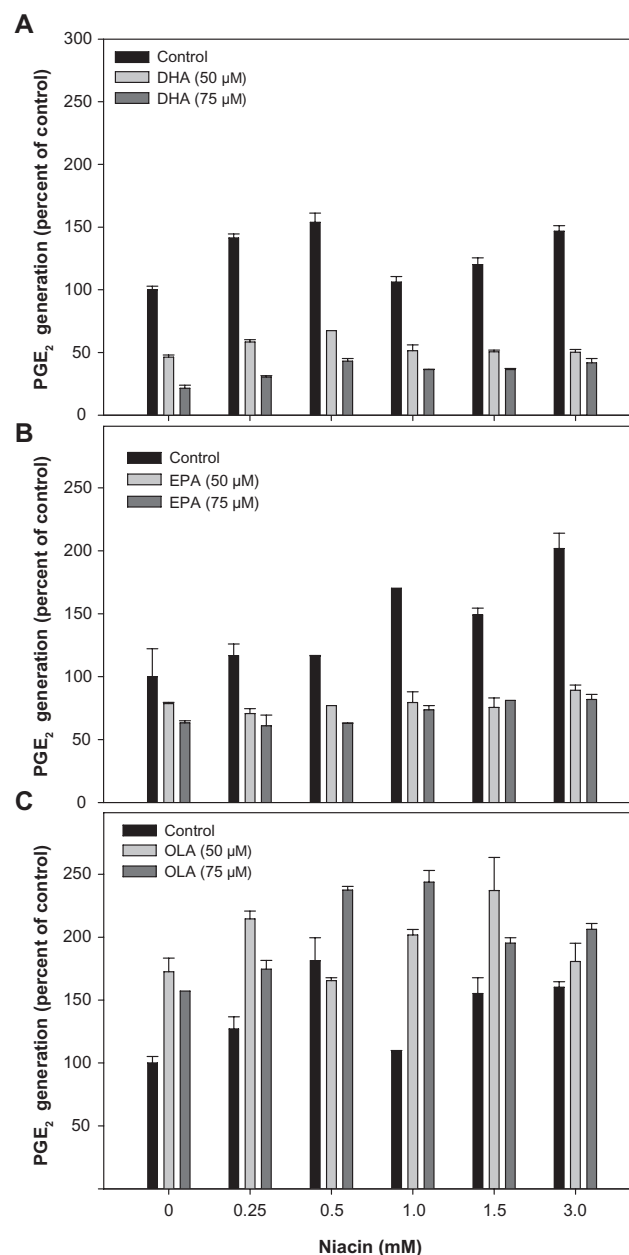 A
PGE₂ generation (percent of control)
300
250
200
150
100
50
0
Control
DHA (50 µM)
DHA (75 µM)
B
PGE₂ generation (percent of control)
250
200
150
100
50
0
Control
EPA (50 µM)
EPA (75 µM)
C
PGE₂ generation (percent of control)
250
200
150
100
50
Control
OLA (50 µM)
OLA (75 µM)
0 0.25 0.5 1.0 1.5 3.0
Niacin (mM)